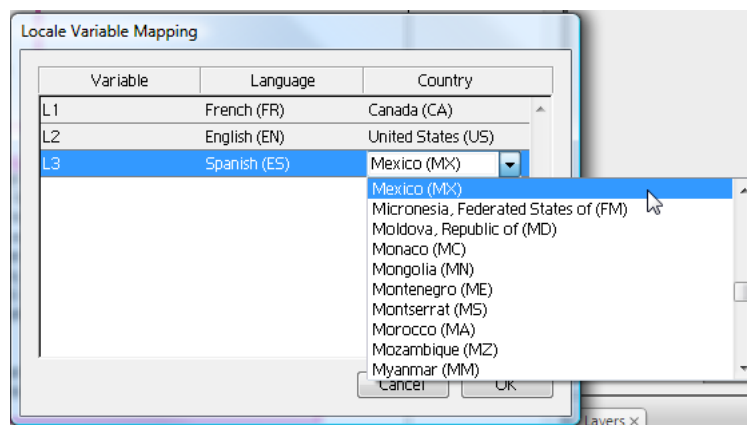 Locale Variable Mapping
Variable Language Country
L1 French (FR) Canada (CA)
L2 English (EN) United States (US)
L3 Spanish (ES) Mexico (MX)
Mexico (MX)
Micronesia, Federated States of (FM)
Moldova, Republic of (MD)
Monaco (MC)
Mongolia (MN)
Montenegro (ME)
Montserrat (MS)
Morocco (MA)
Mozambique (MZ)
Myanmar (MM)
Cancel OK
Layers ×